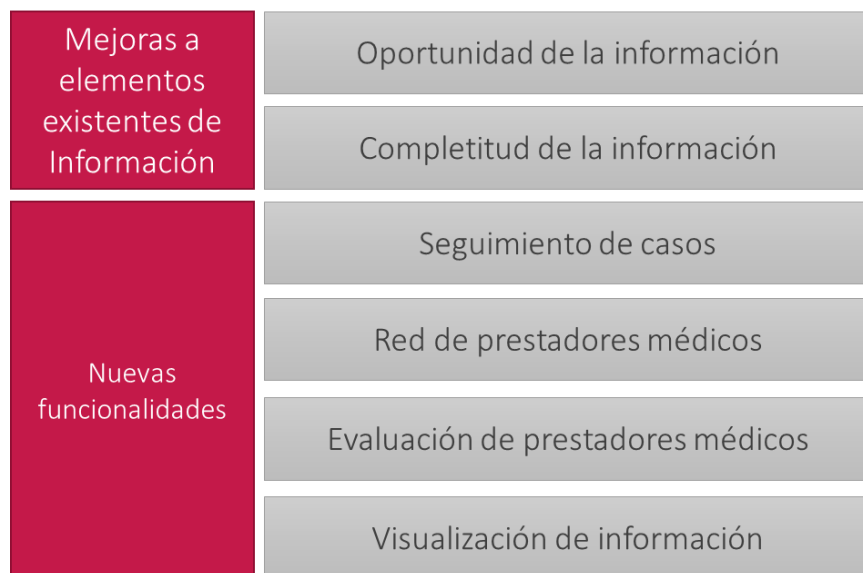 Mejoras a
elementos
existentes de
Información
Oportunidad de la información
Completitud de la información
Nuevas
funcionalidades
Seguimiento de casos
Red de prestadores médicos
Evaluación de prestadores médicos
Visualización de información